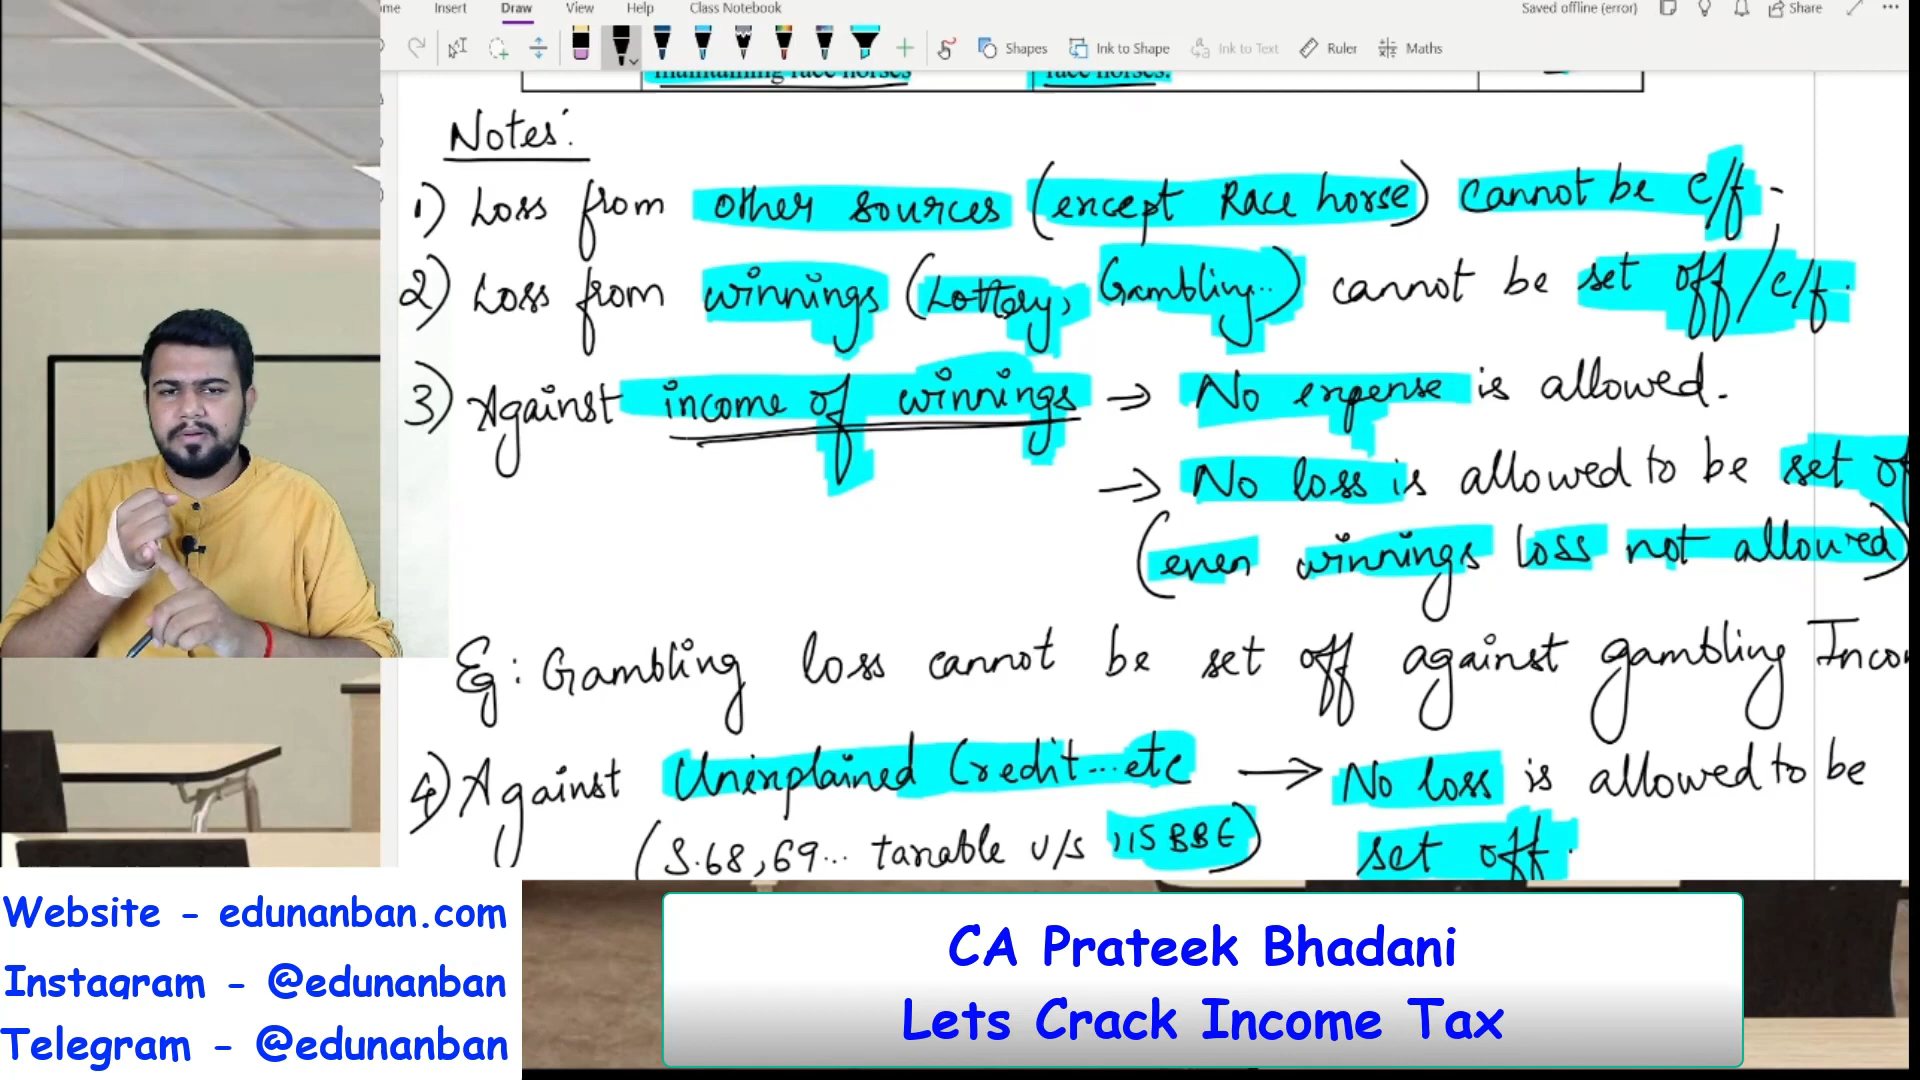 Insert Draw View Help Class Notebook Saved offline (error) Share
Shapes Ink to Shape Ink to Text Ruler Maths
maintaining race horses race horses.
Notes:
1) Loss from other sources (except Race horse) cannot be c/f.
2) Loss from winnings (Lottery, Gambling..) cannot be set off/c/f.
3) Against income of winnings → No expense is allowed.
→ No loss is allowed to be set of
(even winnings loss not allowed)
Eg: Gambling loss cannot be set off against gambling Inco
4) Against Unexplained Credit...etc → No loss is allowed to be
(S.68, 69... taxable u/s 115BBE) set off.
Website - edunanban.com
Instagram - @edunanban
Telegram - @edunanban
CA Prateek Bhadani
Lets Crack Income Tax